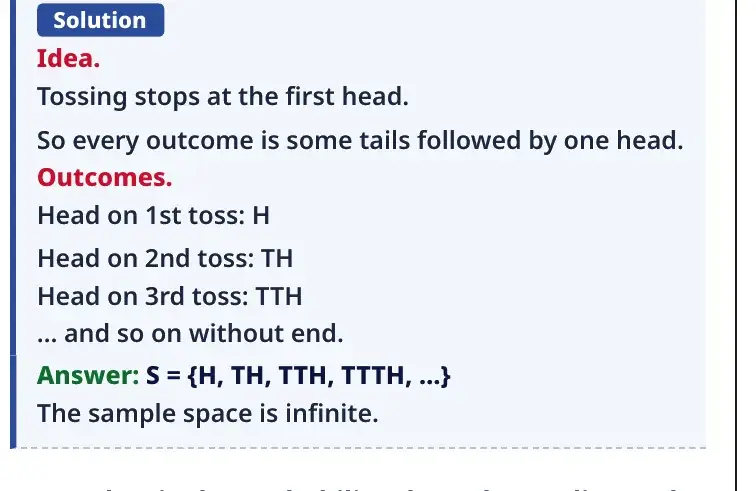 Solution
Idea.
Tossing stops at the first head.
So every outcome is some tails followed by one head.
Outcomes.
Head on 1st toss: H
Head on 2nd toss: TH
Head on 3rd toss: TTH
... and so on without end.
Answer: S = {H, TH, TTH, TTTH, ...}
The sample space is infinite.